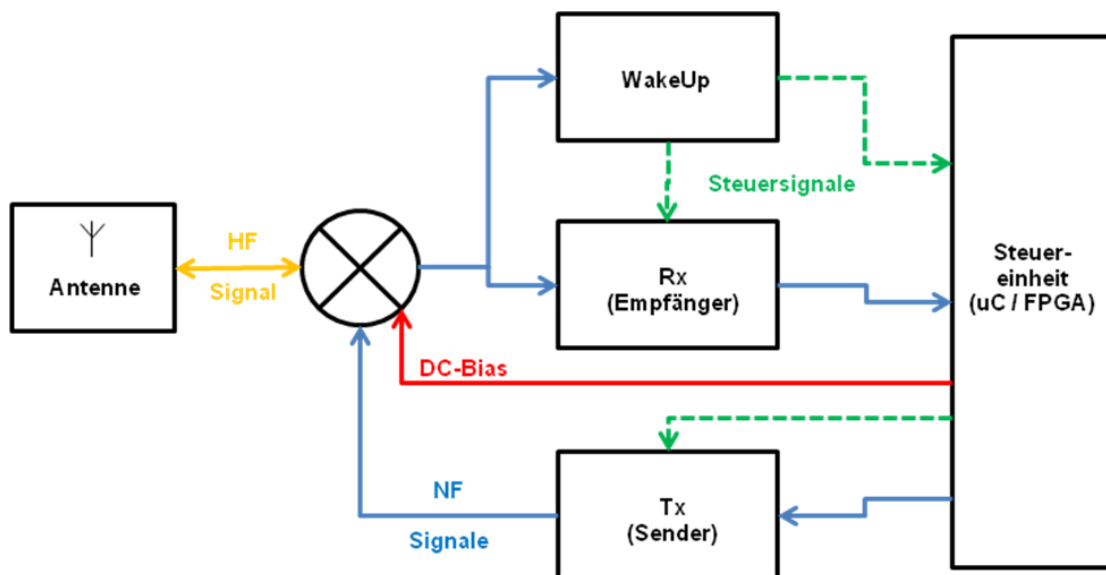 WakeUp
Steuersignale
HF
Signal
Antenne
Rx
(Empfänger)
Steuer-
einheit
(uC / FPGA)
DC-Bias
NF
Signale
Tx
(Sender)